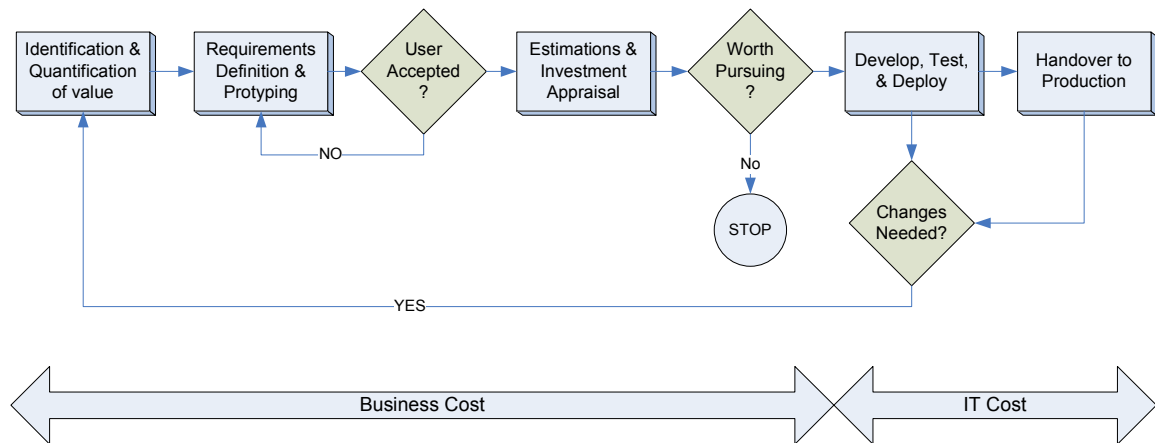 Identification &
Quantification
of value
Requirements
Definition &
Protyping
User
Accepted
?
Estimations &
Investment
Appraisal
Worth
Pursuing
?
Develop, Test,
& Deploy
Handover to
Production
NO
No
STOP
Changes
Needed?
YES
Business Cost
IT Cost